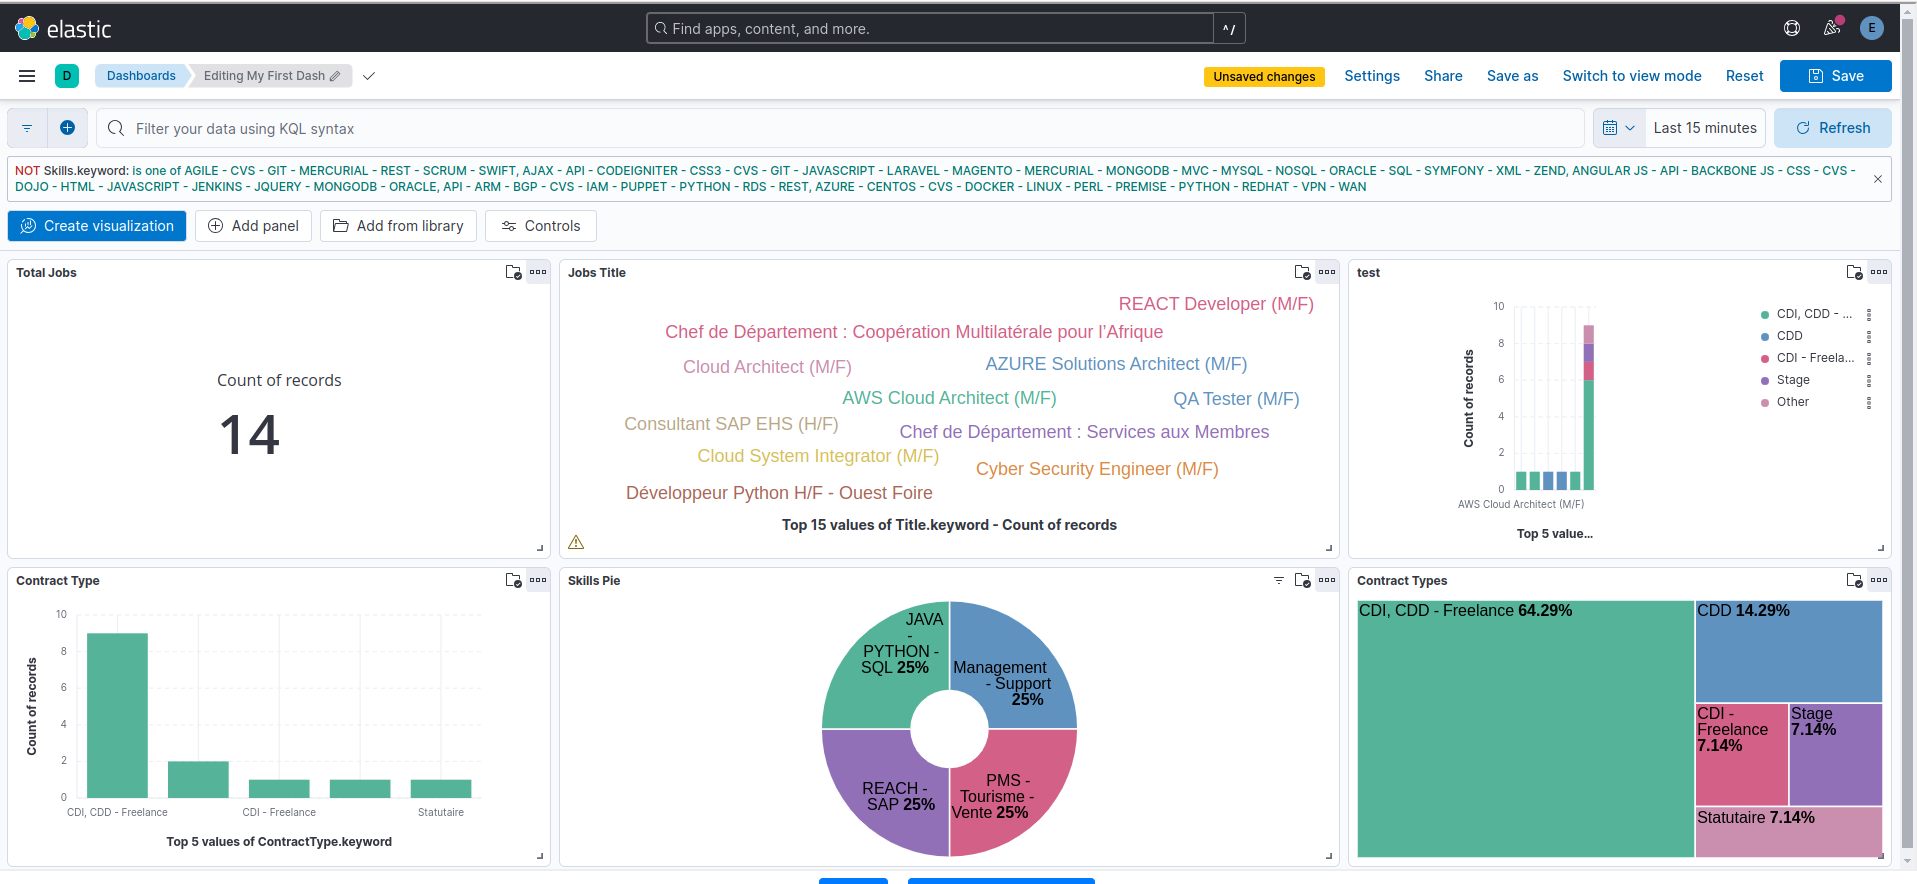 elastic
Find apps, content, and more.
^/
E
D
Dashboards
Editing My First Dash
Unsaved changes
Settings
Share
Save as
Switch to view mode
Reset
Save
Filter your data using KQL syntax
Last 15 minutes
Refresh
NOT Skills.keyword: is one of AGILE - CVS - GIT - MERCURIAL - REST - SCRUM - SWIFT, AJAX - API - CODEIGNITER - CSS3 - CVS - GIT - JAVASCRIPT - LARAVEL - MAGENTO - MERCURIAL - MONGODB - MVC - MYSQL - NOSQL - ORACLE - SQL - SYMFONY - XML - ZEND, ANGULAR JS - API - BACKBONE JS - CSS - CVS -
DOJO - HTML - JAVASCRIPT - JENKINS - JQUERY - MONGODB - ORACLE, API - ARM - BGP - CVS - IAM - PUPPET - PYTHON - RDS - REST, AZURE - CENTOS - CVS - DOCKER - LINUX - PERL - PREMISE - PYTHON - REDHAT - VPN - WAN
Create visualization
Add panel
Add from library
Controls
Total Jobs
Count of records
14
Jobs Title
REACT Developer (M/F)
Chef de Département : Coopération Multilatérale pour l'Afrique
Cloud Architect (M/F)
AZURE Solutions Architect (M/F)
AWS Cloud Architect (M/F)
QA Tester (M/F)
Consultant SAP EHS (H/F)
Chef de Département : Services aux Membres
Cloud System Integrator (M/F)
Cyber Security Engineer (M/F)
Développeur Python H/F - Ouest Foire
Top 15 values of Title.keyword - Count of records
test
10
8
6
4
2
0
Count of records
AWS Cloud Architect (M/F)
Top 5 value...
CDI, CDD - ...
CDD
CDI - Freela...
Stage
Other
Contract Type
10
8
6
4
2
0
Count of records
CDI, CDD - Freelance
CDI - Freelance
Statutaire
Top 5 values of ContractType.keyword
Skills Pie
JAVA
-
PYTHON -
SQL 25%
Management
- Support
25%
REACH -
SAP 25%
PMS -
Tourisme -
Vente 25%
Contract Types
CDI, CDD - Freelance 64.29%
CDD 14.29%
CDI -
Freelance
7.14%
Stage
7.14%
Statutaire 7.14%